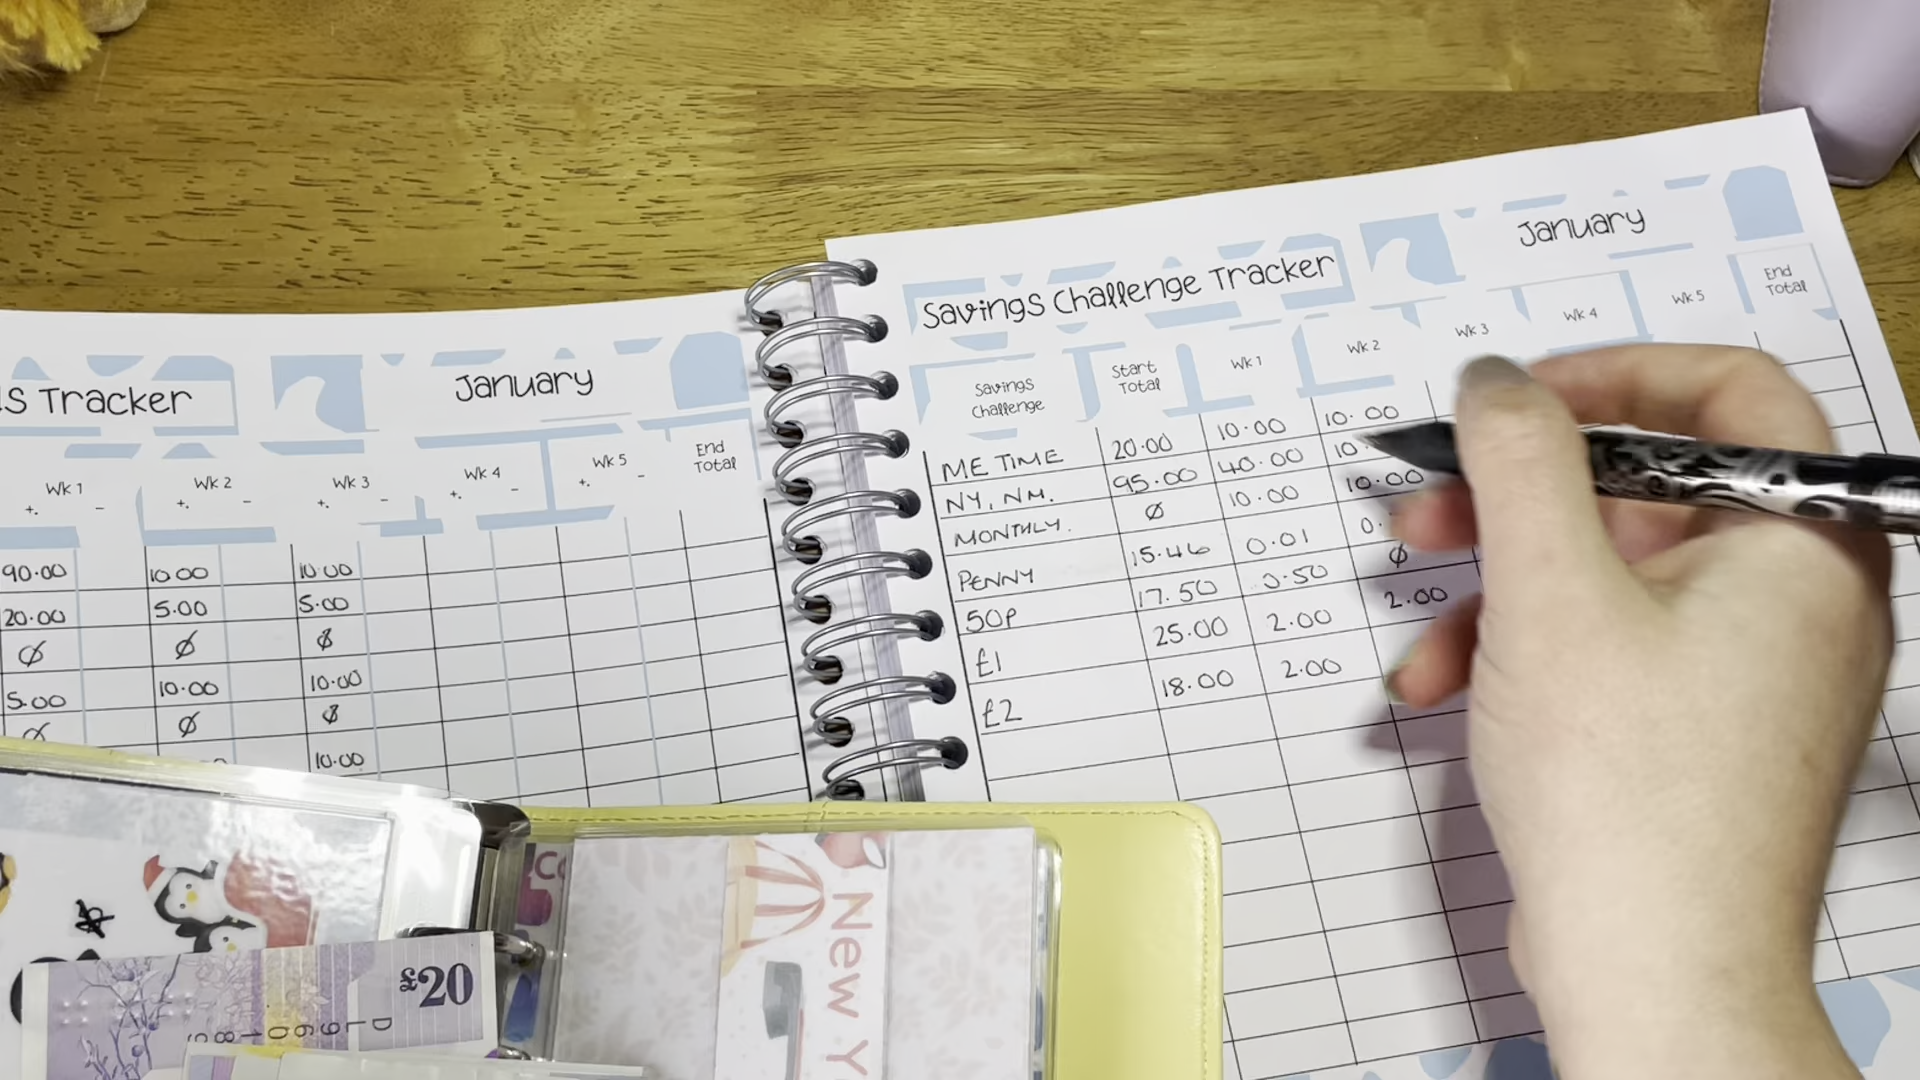 S Tracker
January
Wk 1
Wk 2
Wk 3
Wk 4
Wk 5
End Total
+. -
+. -
+. -
+. -
+. -
90.00 10.00 10.00
20.00 5.00 5.00
Ø Ø Ø
5.00 10.00 10.00
Ø Ø Ø
10.00
Savings Challenge Tracker
January
Savings Challenge
Start Total
Wk 1
Wk 2
Wk 3
Wk 4
Wk 5
End Total
ME TIME 20.00 10.00 10.00
NY, NM. 95.00 40.00 10.
MONTHLY. Ø 10.00 10.00
PENNY 15.46 0.01 0.
50P 17.50 0.50 Ø
£1 25.00 2.00 2.00
£2 18.00 2.00
New Y
£20